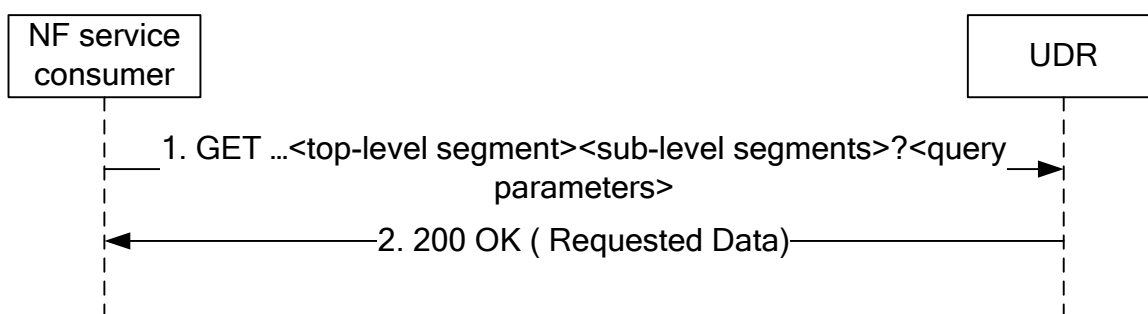 NF service
consumer
UDR
1. GET …<top-level segment><sub-level segments>?<query
parameters>
2. 200 OK ( Requested Data)